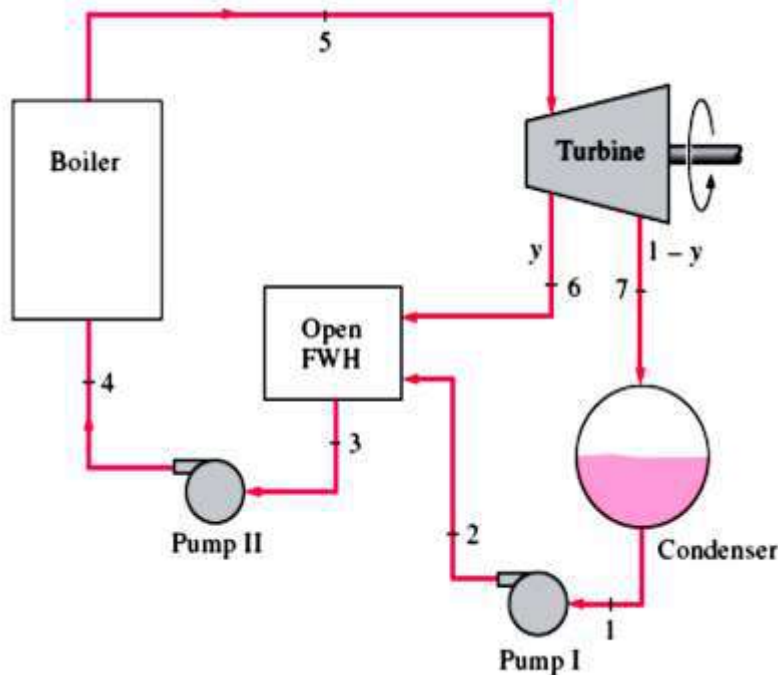 5
Boiler
Turbine
y
1 – y
6
7
Open
FWH
4
3
2
Pump II
Condenser
1
Pump I